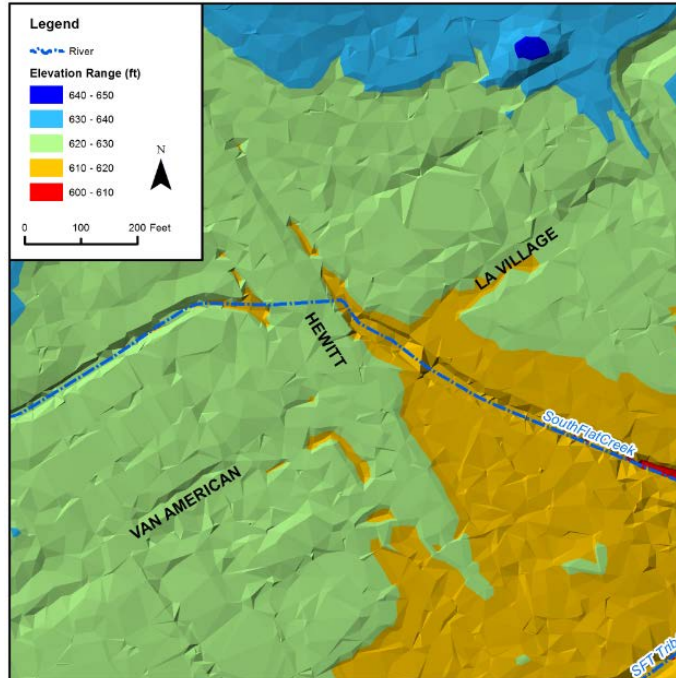 Legend
River
Elevation Range (ft)
640 - 650
630 - 640
620 - 630
610 - 620
600 - 610
N
0 100 200 Feet
LA VILLAGE
HEWITT
SouthFlatCreek
VAN AMERICAN
SFT Trib